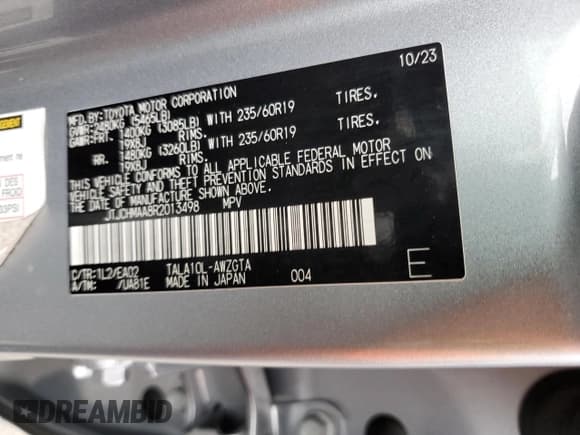 10/23
MFD.BY:TOYOTA MOTOR CORPORATION
GVWR:2480KG (5465LB)
GAWR:FRT. 1400KG (3085LB) WITH 235/60R19 TIRES.
19X8J RIMS.
RR. 1480KG (3260LB) WITH 235/60R19 TIRES.
19X8J RIMS.
THIS VEHICLE CONFORMS TO ALL APPLICABLE FEDERAL MOTOR
VEHICLE SAFETY AND THEFT PREVENTION STANDARDS IN EFFECT ON
THE DATE OF MANUFACTURE SHOWN ABOVE.
JTJCHMAA8R2013498 MPV
C/TR:1L2/EA02 TALA10L-AWZGTA
A/TM: /UA81E MADE IN JAPAN 004
E
DES
FROID
DREAMBID